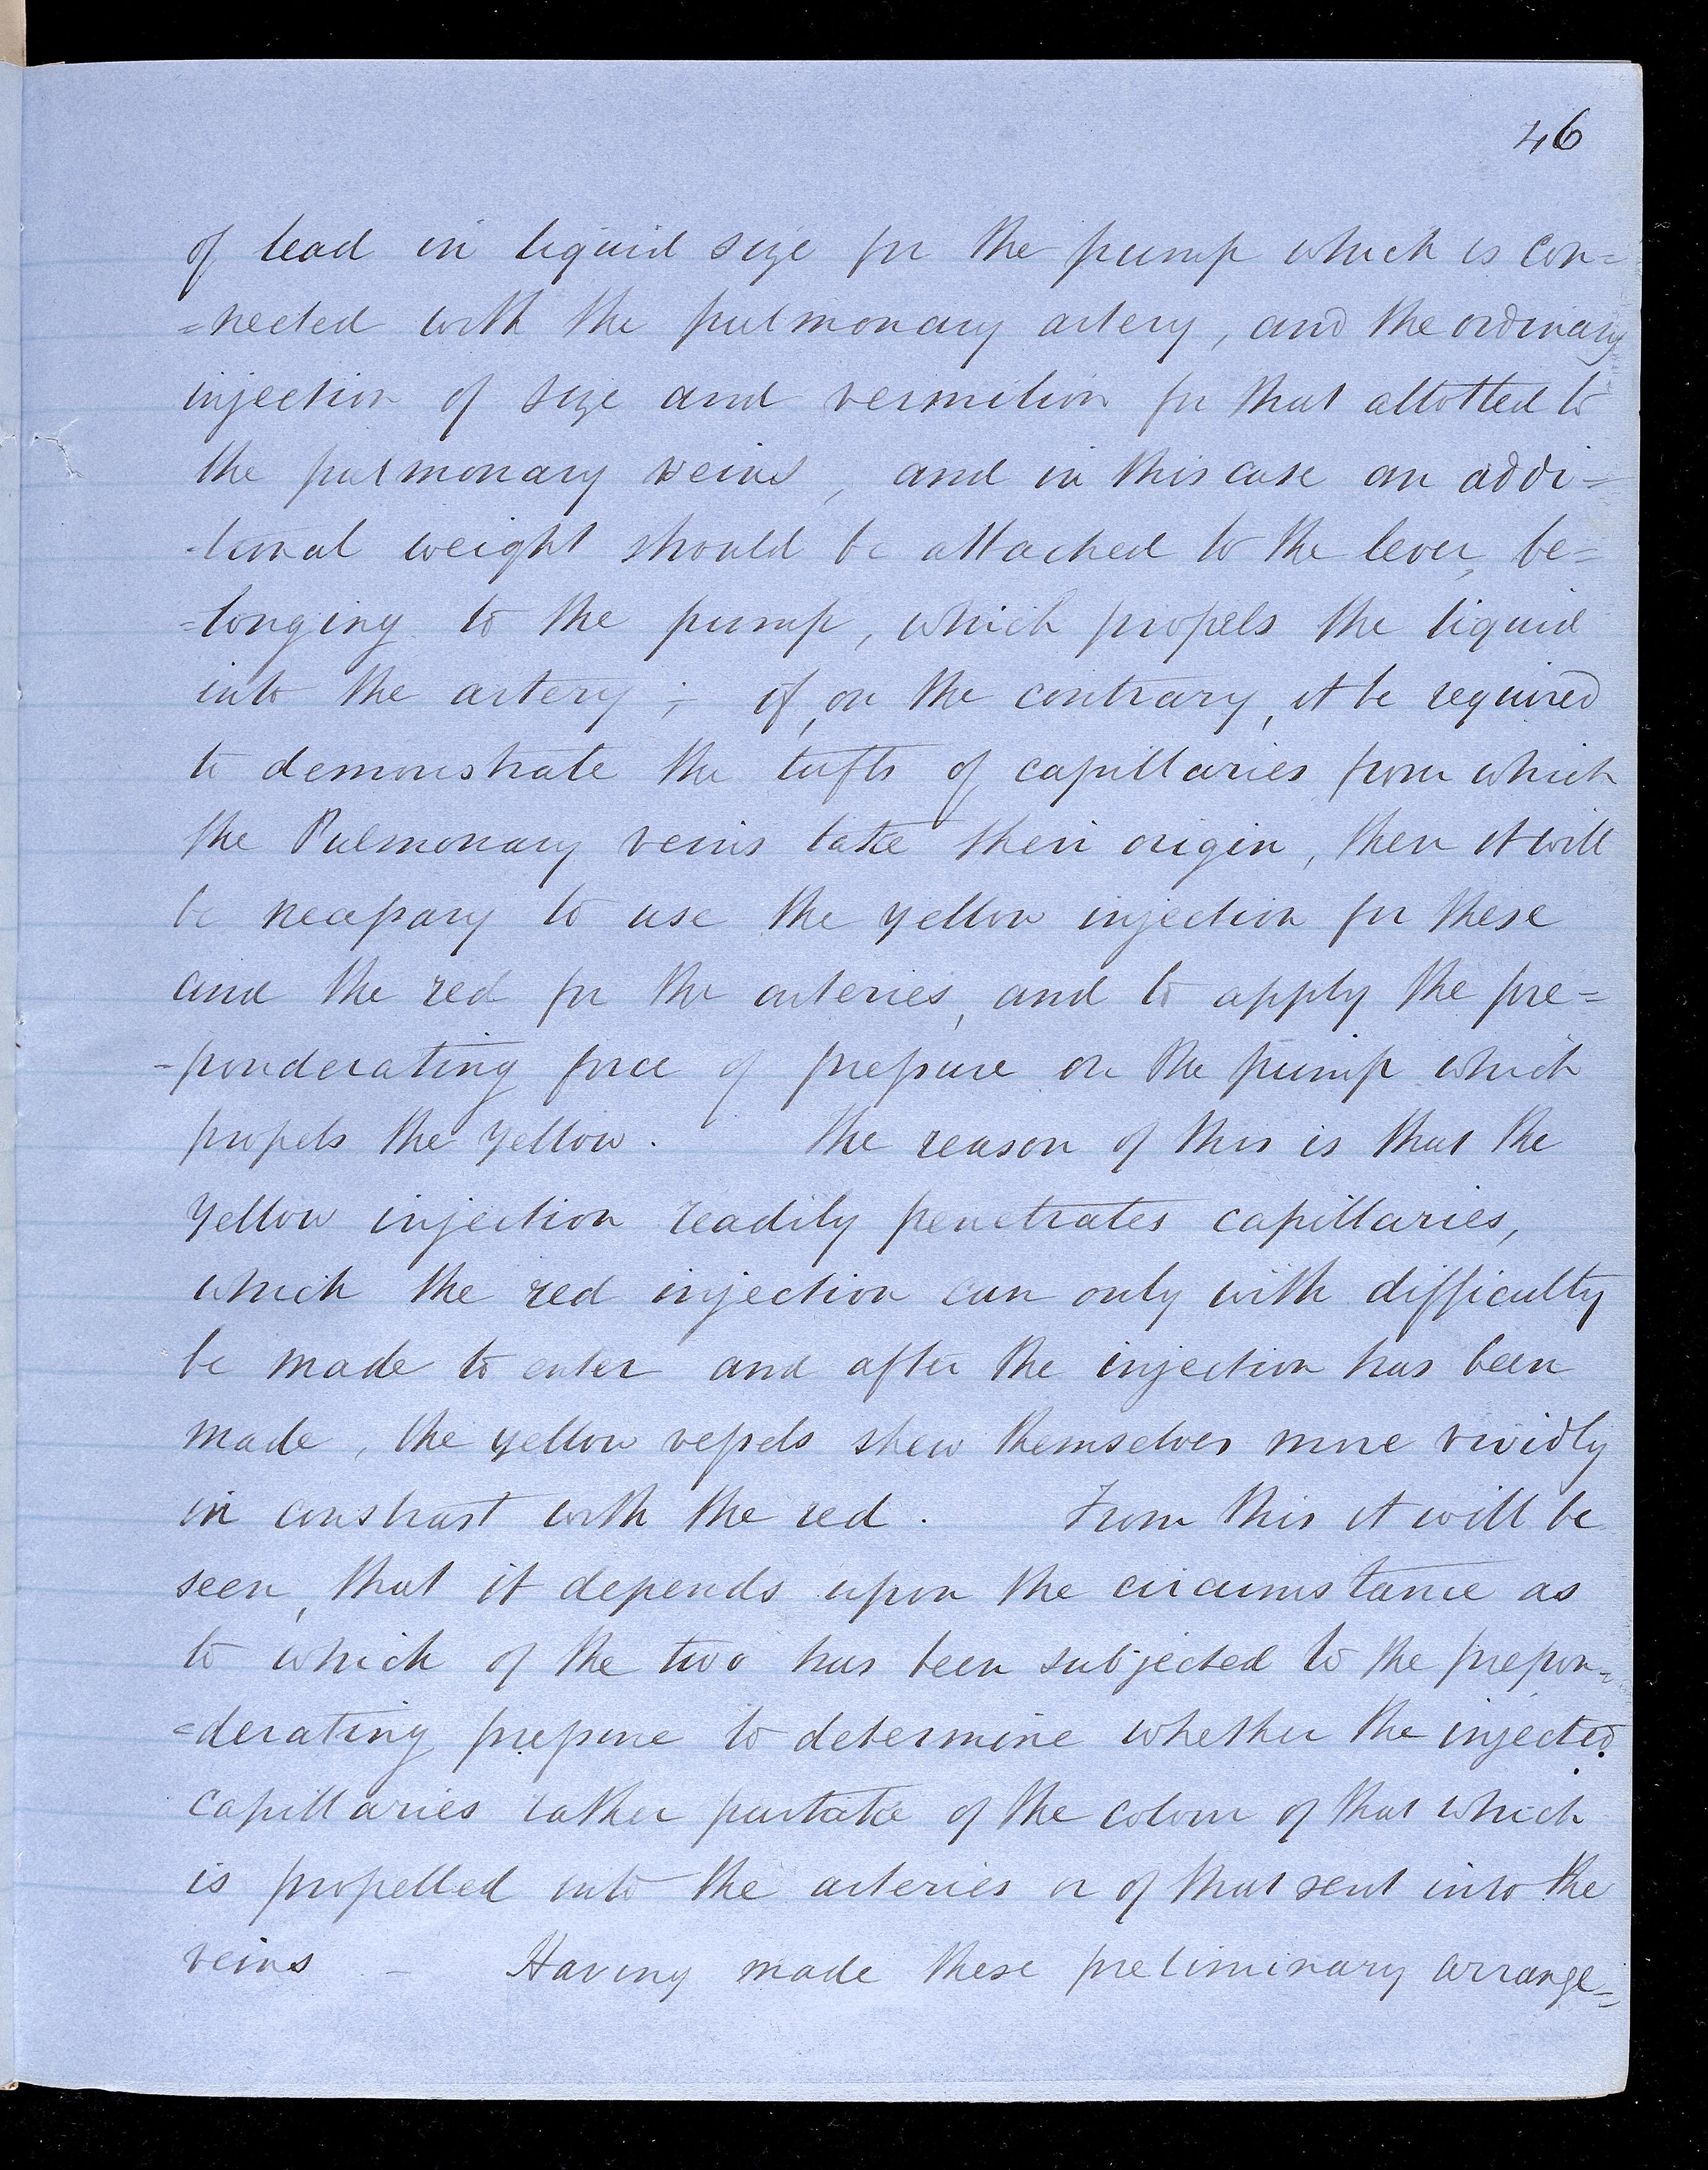 46
of lead in liquid size for the pump which is con=
=nected with the pulmonary artery, and the ordinary
injection of size and vermilion for that allotted to
the pulmonary veins, and in this case an addi=
-tional weight should be attached to the lever, be=
=longing to the pump, which propels the liquid
into the artery; if, on the contrary, it be required
to demonstrate the tufts of capillaries from which
the Pulmonary veins take their origin, then it will
be necessary to use the yellow injection for these
and the red for the arteries, and to apply the pre=
-ponderating force of pressure on the pump which
propels the yellow. The reason of this is that the
yellow injection readily penetrates capillaries,
which the red injection can only with difficulty
be made to enter and after the injection has been
made, the yellow vessels shew themselves more vividly
in constrast with the red. From this it will be
seen, that it depends upon the circumstance as
to which of the two has been subjected to the prepon=
=derating pressure to determine whether the injected
capillaries rather partake of the colour of that which
is propelled into the arteries or of that sent into the
veins - Having made these preliminary arrange=